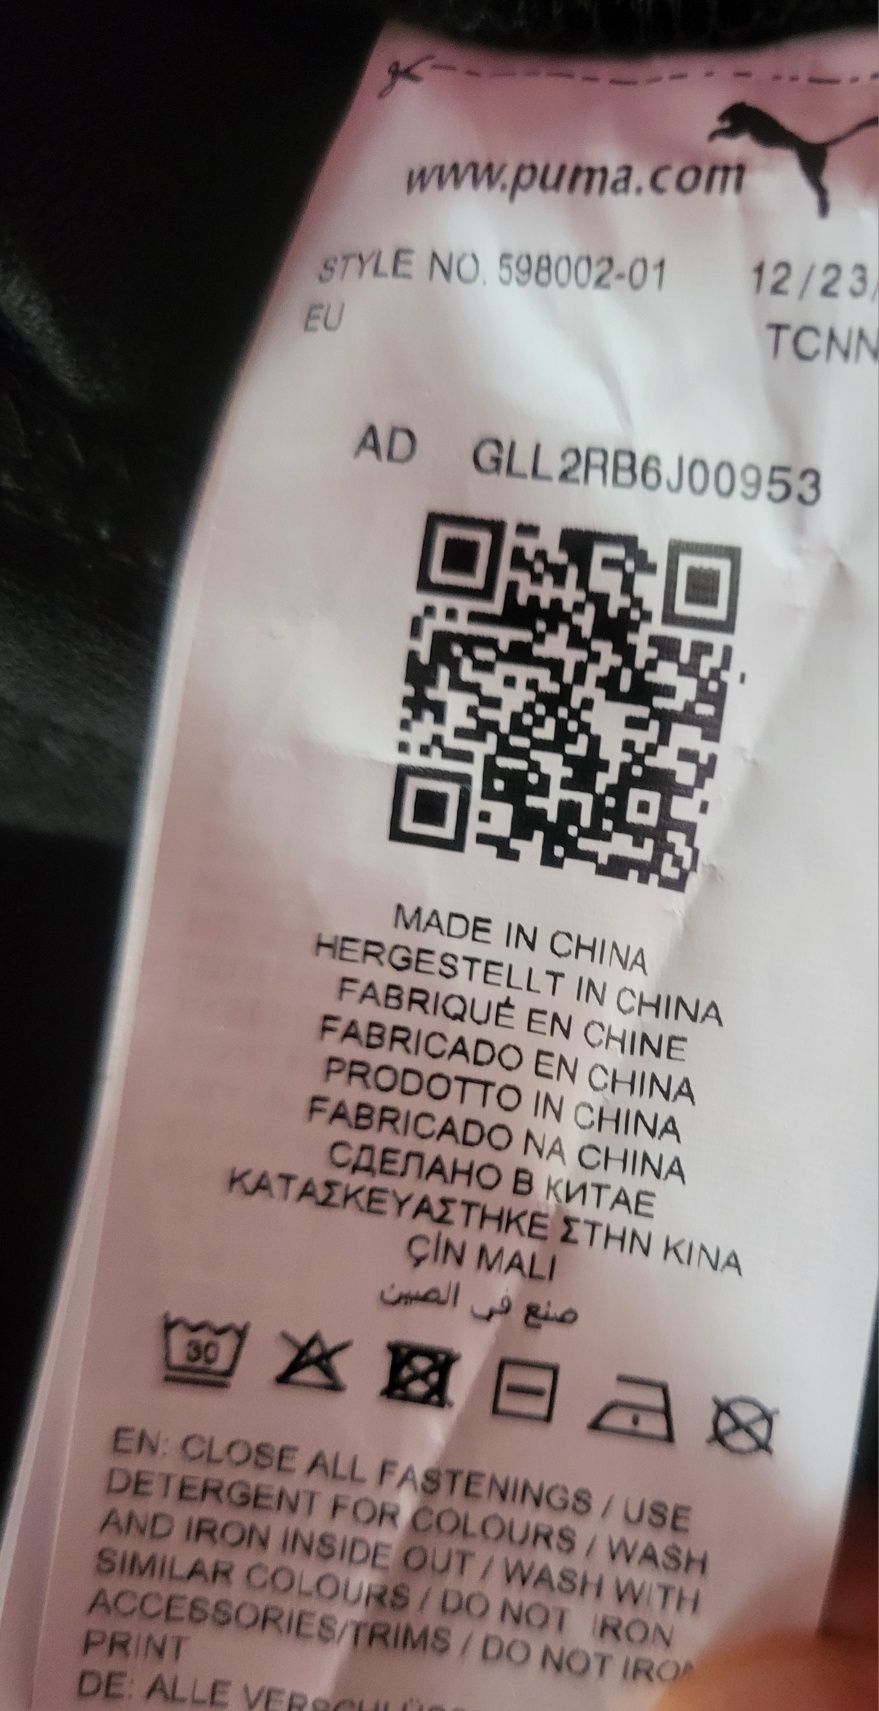 www.puma.com
STYLE NO. 598002-01 12/23/
EU TCNN
AD GLL2RB6J00953
MADE IN CHINA
HERGESTELLT IN CHINA
FABRIQUÉ EN CHINE
FABRICADO EN CHINA
PRODOTTO IN CHINA
FABRICADO NA CHINA
СДЕЛАНО В КИТАЕ
ΚΑΤΑΣΚΕΥΑΣΤΗΚΕ ΣΤΗΝ ΚΙΝΑ
ÇİN MALI
صنع في الصين
30
EN: CLOSE ALL FASTENINGS / USE
DETERGENT FOR COLOURS / WASH
AND IRON INSIDE OUT / WASH WITH
SIMILAR COLOURS / DO NOT IRON
ACCESSORIES/TRIMS / DO NOT IRON
PRINT
DE: ALLE